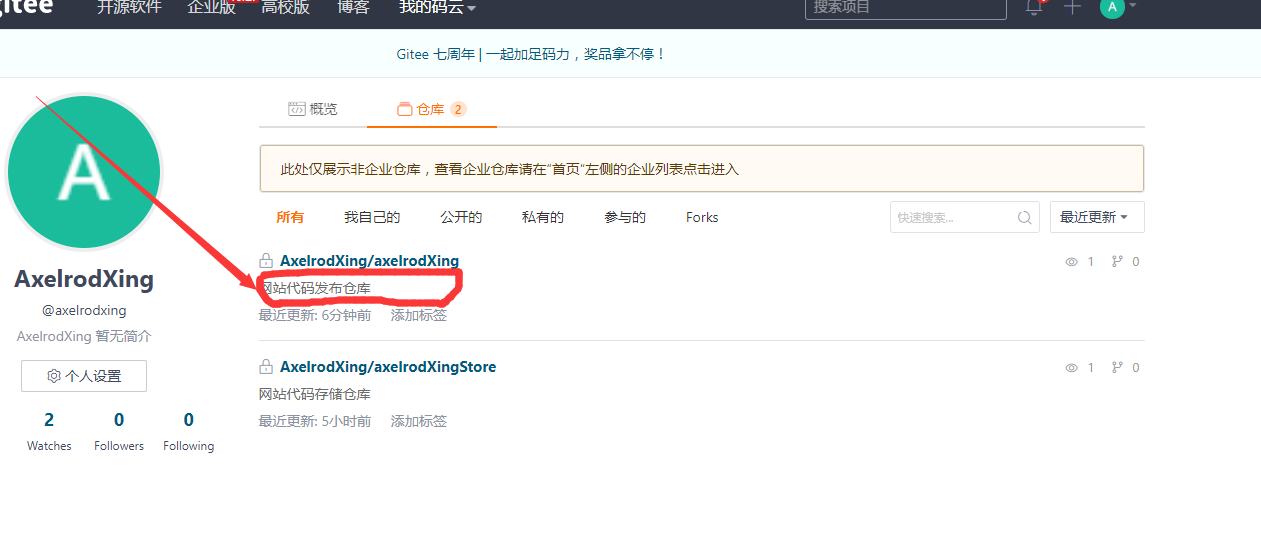 gitee 开源软件 企业版 高校版 博客 我的码云 搜索项目 A
Gitee 七周年 | 一起加足码力，奖品拿不停！
A
AxelrodXing
@axelrodxing
AxelrodXing 暂无简介
个人设置
2 0 0
Watches Followers Following
概览 仓库 2
此处仅展示非企业仓库，查看企业仓库请在“首页”左侧的企业列表点击进入
所有 我自己的 公开的 私有的 参与的 Forks 快速搜索... 最近更新
AxelrodXing/axelrodXing 1 0
网站代码发布仓库
最近更新: 6分钟前 添加标签
AxelrodXing/axelrodXingStore 1 0
网站代码存储仓库
最近更新: 5小时前 添加标签